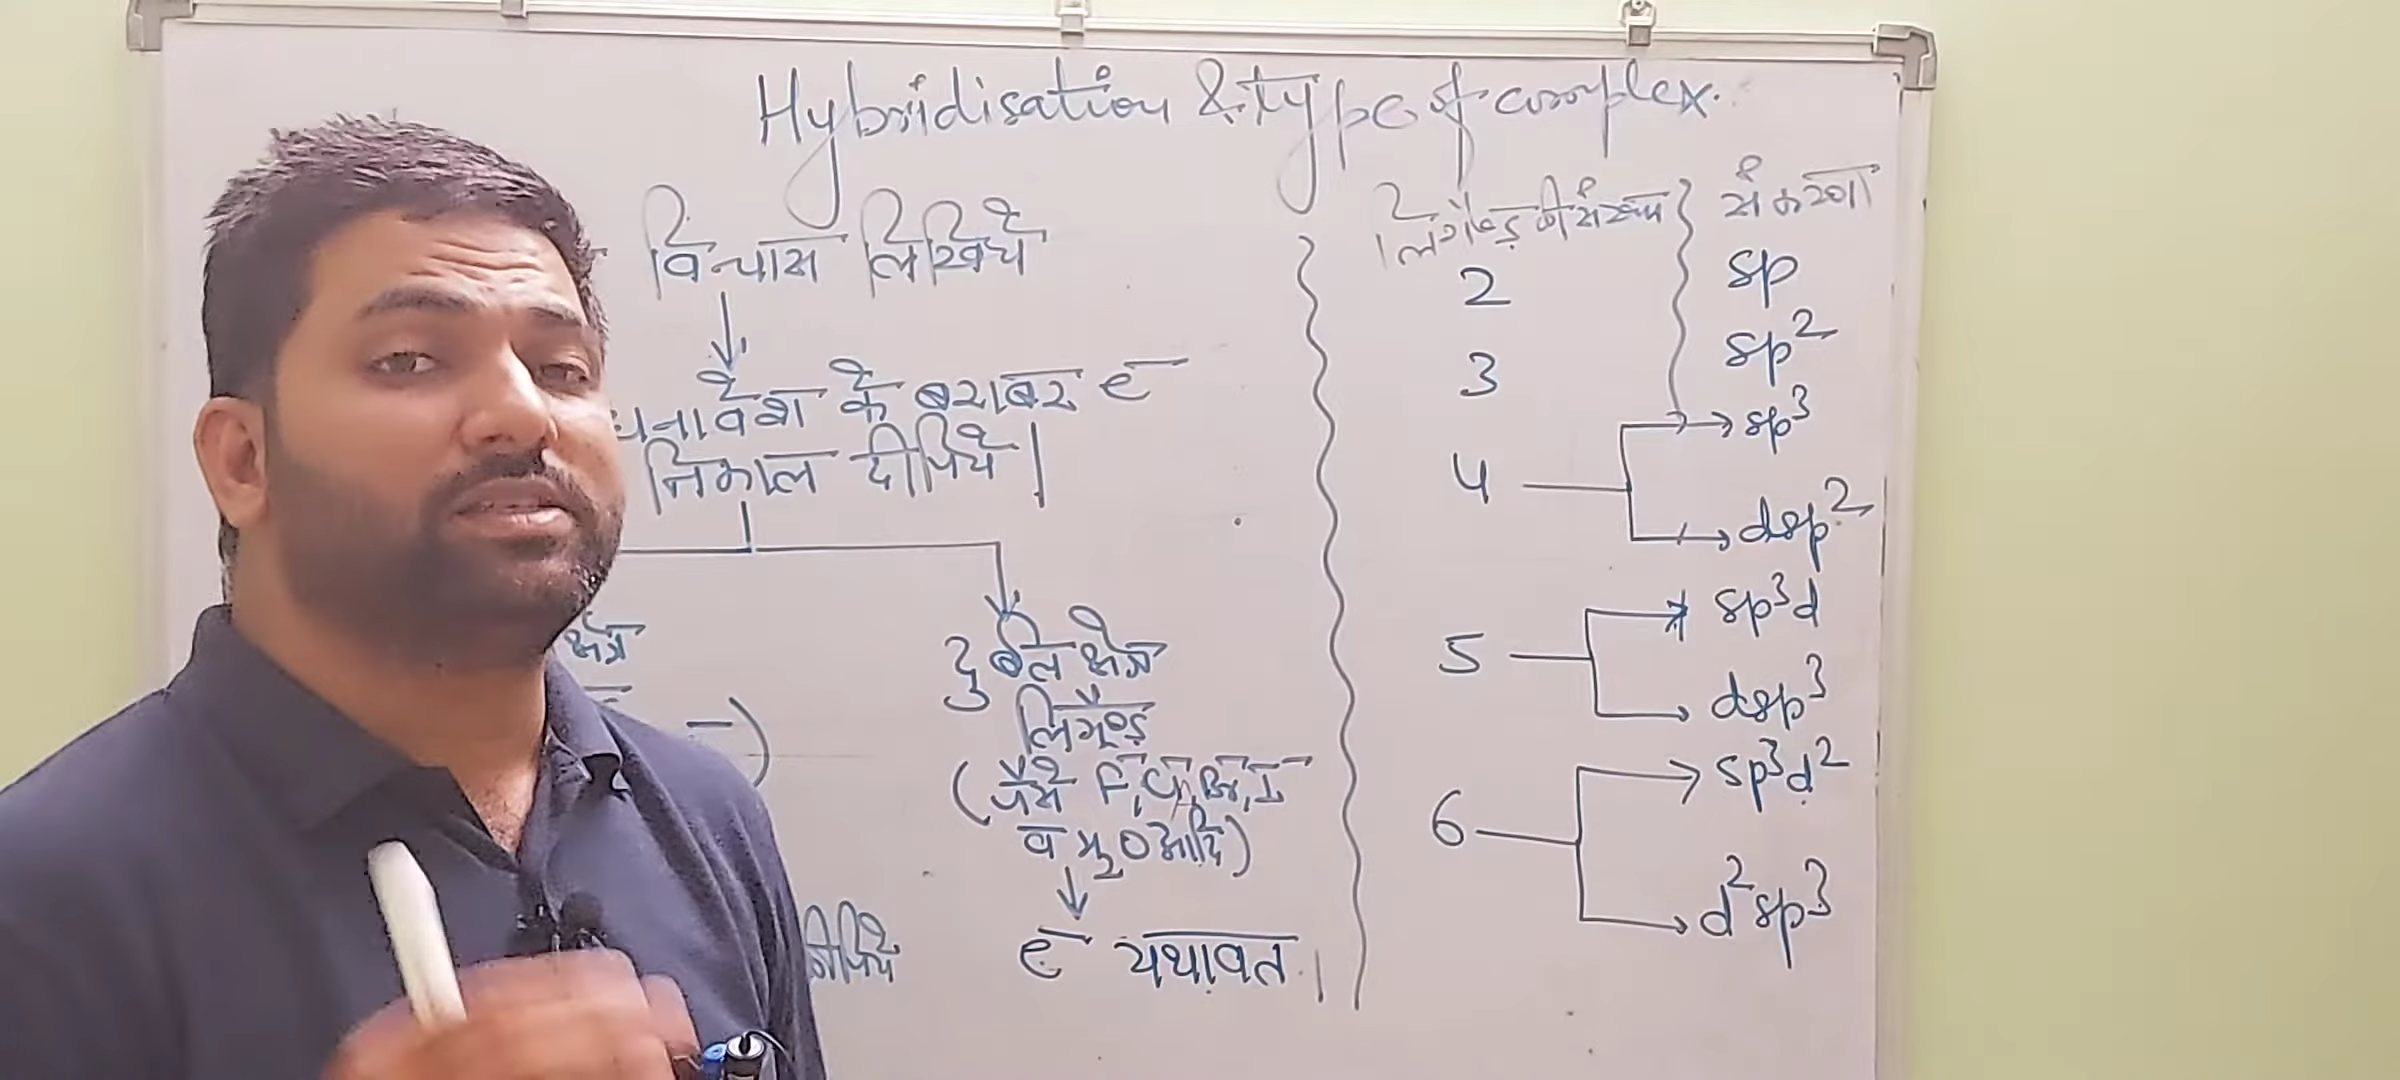 Hybridisation & type of complex.
विन्यास लिखिये
धनावेश के बराबर e⁻
निकाल दीजिये।
क्षेत्र
–)
दुर्बल क्षेत्र
लिगेण्ड
(जैसे F⁻, Cl⁻, Br⁻, I⁻
व H₂O आदि)
e⁻ यथावत।
लिगेण्ड की संख्या
संकरण
2 sp
3 sp²
4 sp³
dsp²
5 sp³d
dsp³
6 sp³d²
d²sp³